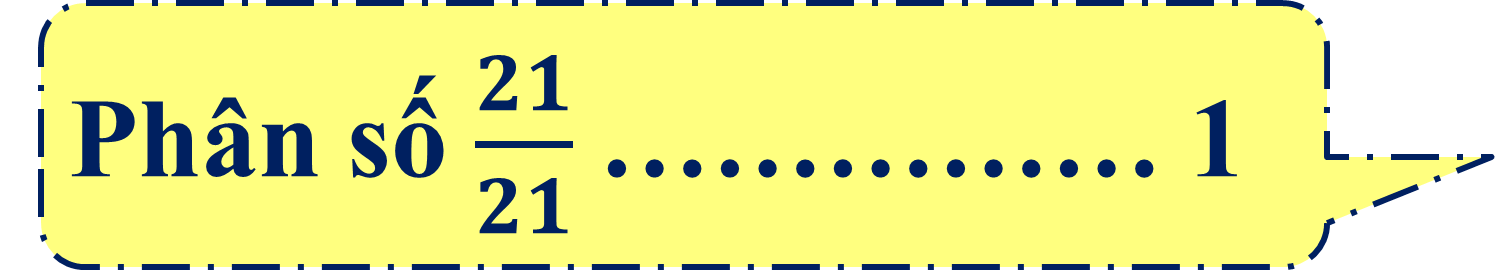 Phân số 21/21 ............... 1